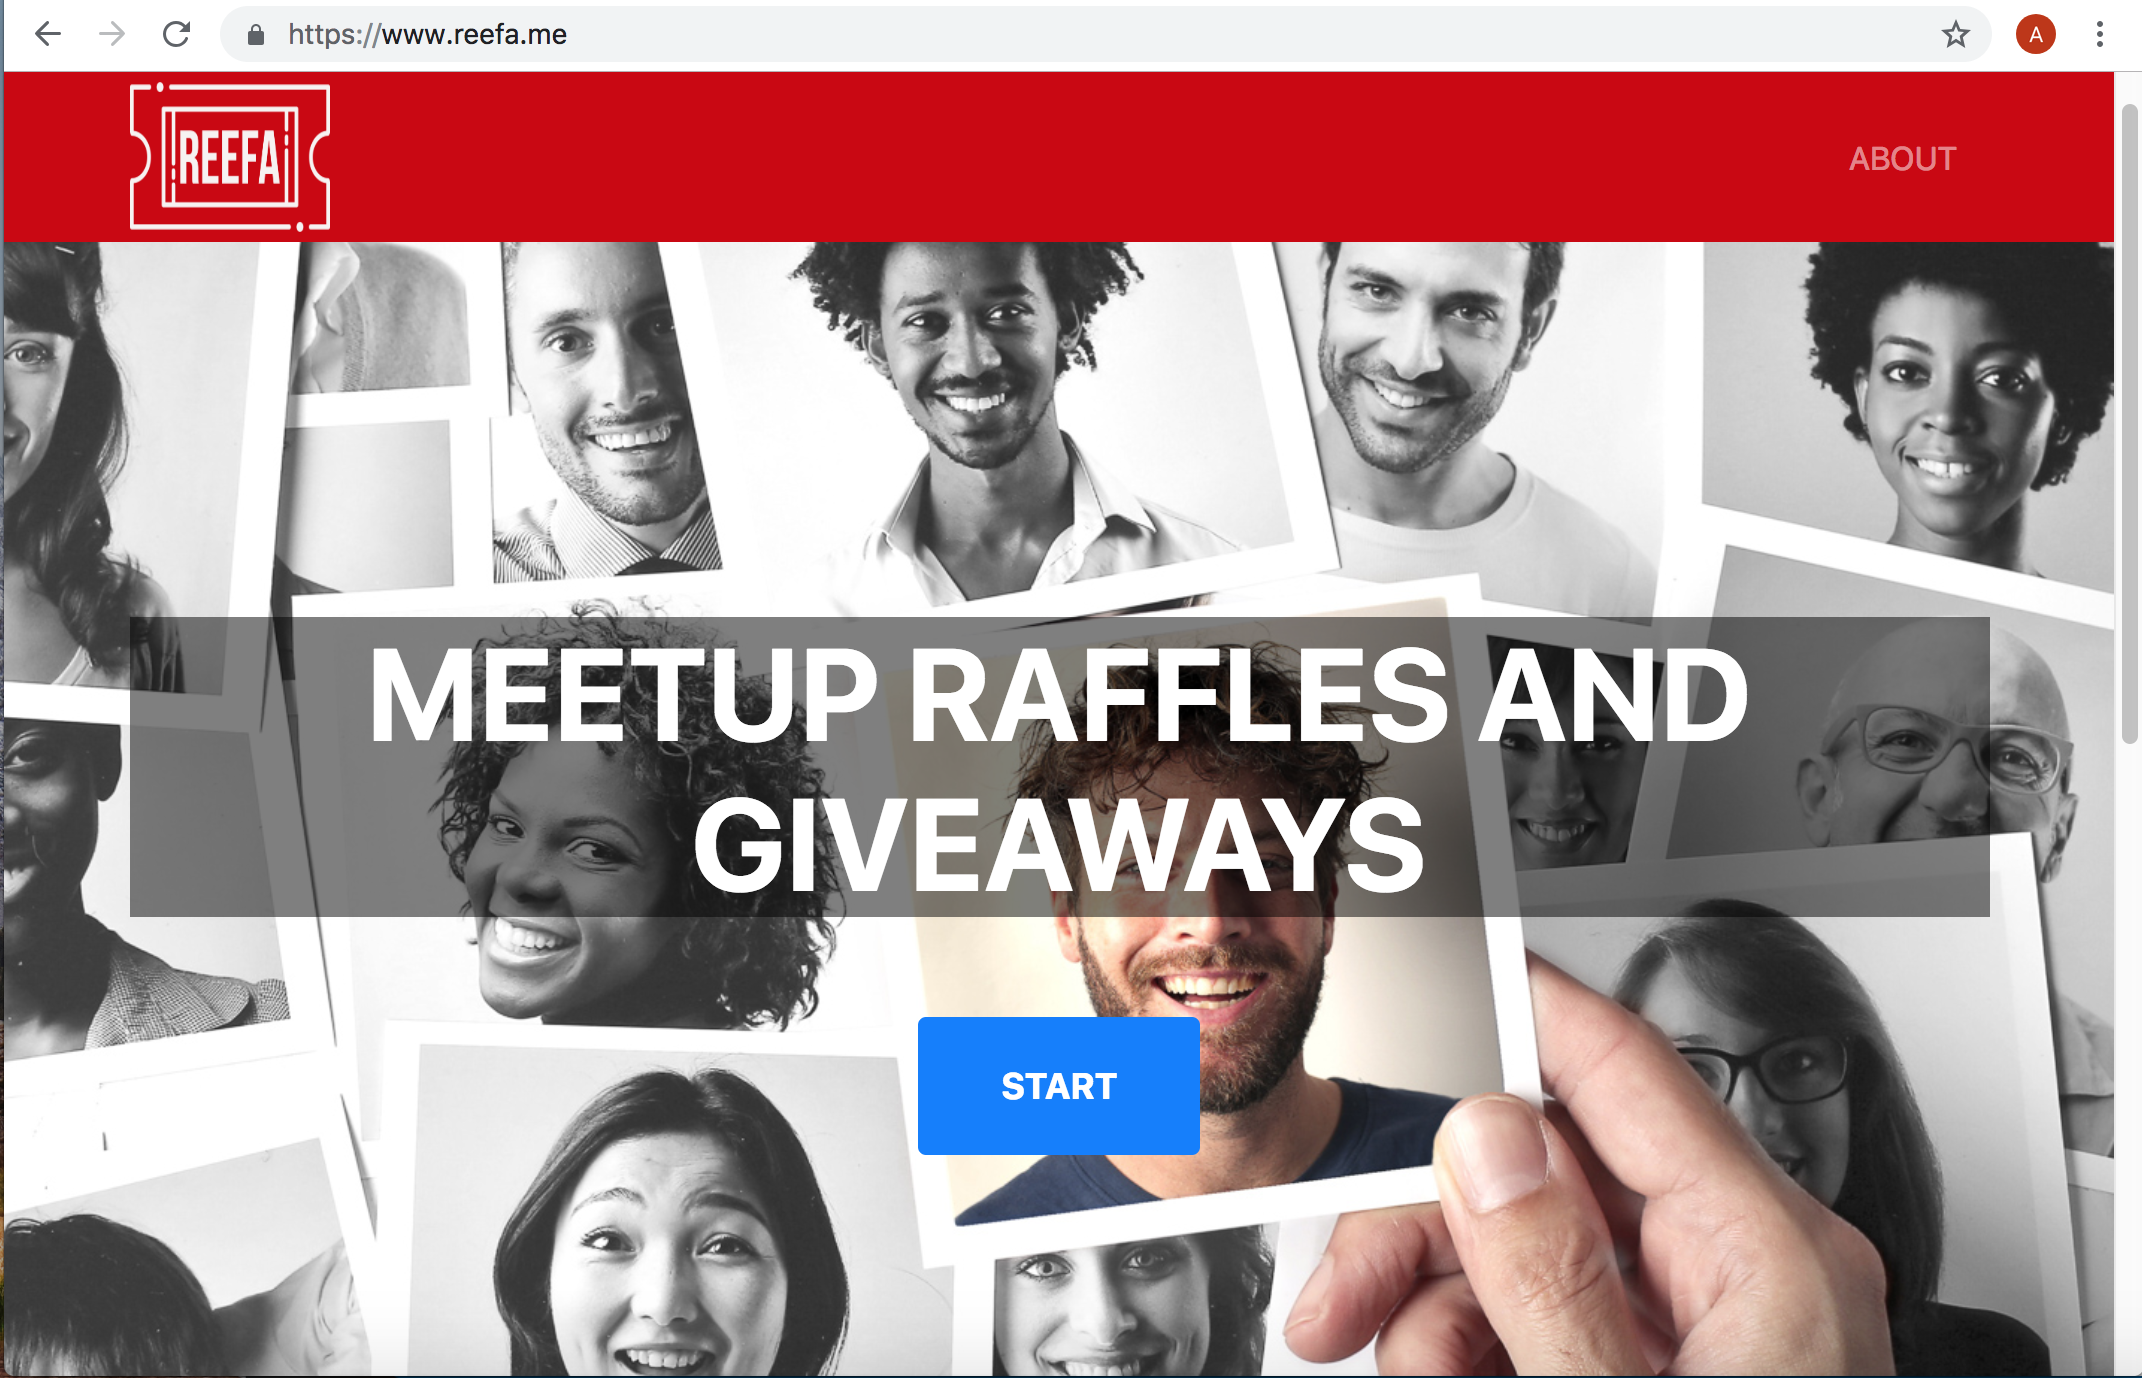 https://www.reefa.me
A
REEFA
ABOUT
MEETUP RAFFLES AND
GIVEAWAYS
START